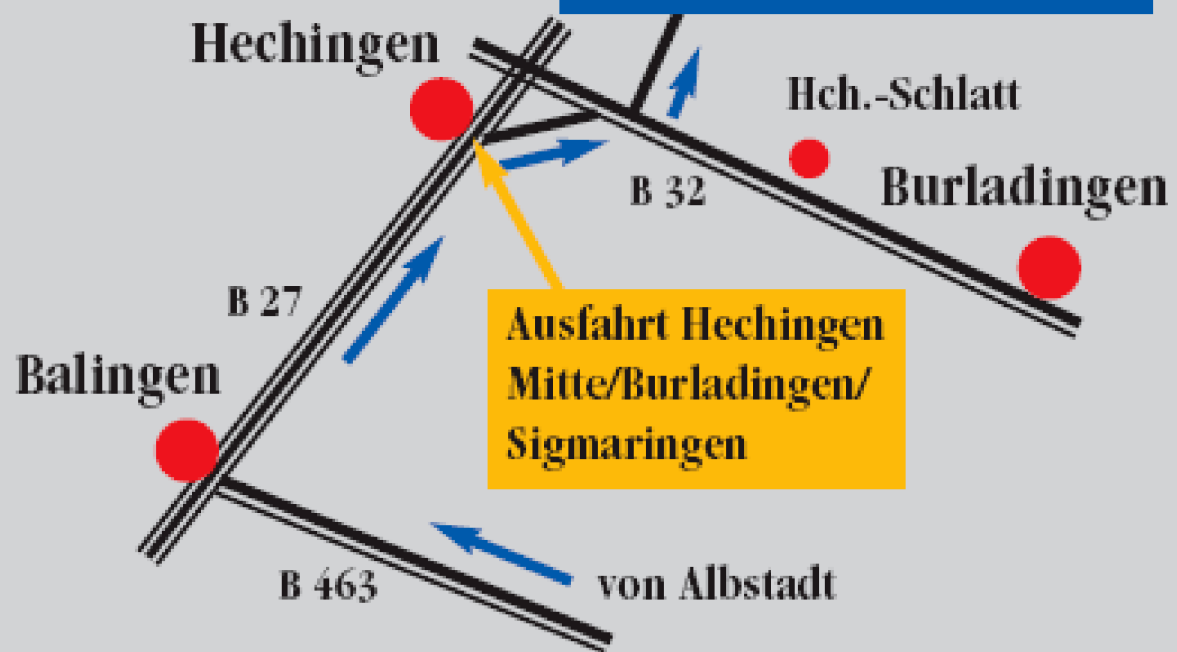 Hechingen
Hch.-Schlatt
B 32
Burladingen
B 27
Ausfahrt Hechingen
Mitte/Burladingen/
Sigmaringen
Balingen
B 463
von Albstadt